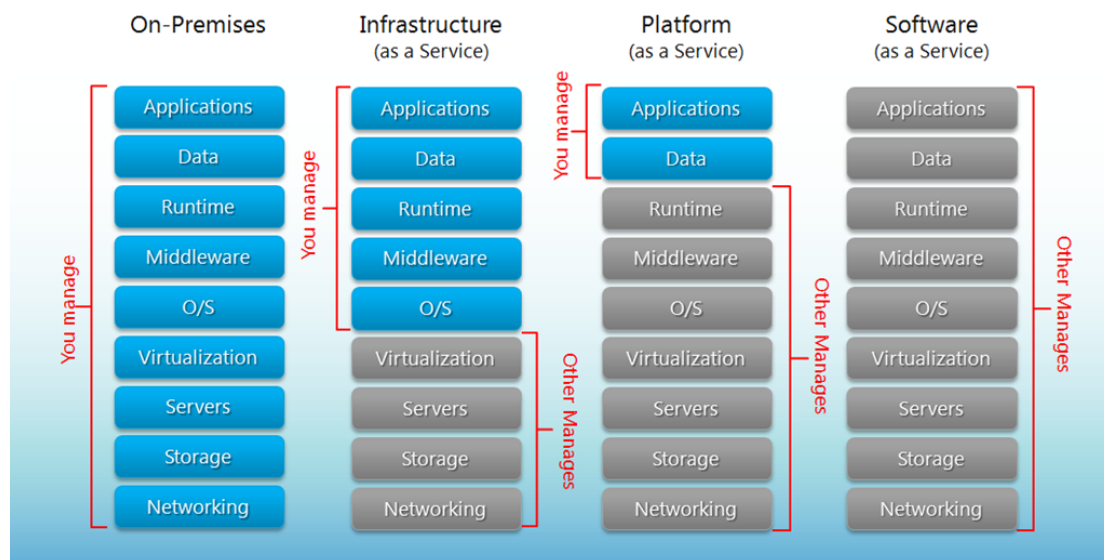 On-Premises
You manage
Applications
Data
Runtime
Middleware
O/S
Virtualization
Servers
Storage
Networking
Infrastructure
(as a Service)
You manage
Applications
Data
Runtime
Middleware
O/S
Virtualization
Servers
Storage
Networking
Other Manages
Platform
(as a Service)
You manage
Applications
Data
Runtime
Middleware
O/S
Virtualization
Servers
Storage
Networking
Other Manages
Software
(as a Service)
Applications
Data
Runtime
Middleware
O/S
Virtualization
Servers
Storage
Networking
Other Manages